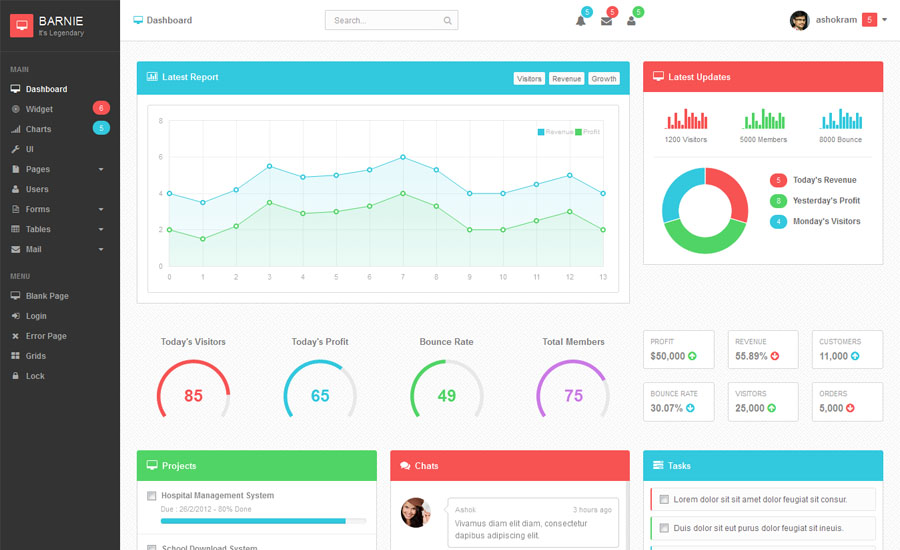 BARNIE
It's Legendary
Dashboard
Search...
5
5
5
ashokram
5
MAIN
Dashboard
Widget
6
Charts
5
UI
Pages
Users
Forms
Tables
Mail
MENU
Blank Page
Login
Error Page
Grids
Lock
Latest Report
Visitors
Revenue
Growth
8
6
4
2
0
Revenue
Profit
0 1 2 3 4 5 6 7 8 9 10 11 12 13
Latest Updates
1200 Visitors
5000 Members
8000 Bounce
5 Today's Revenue
8 Yesterday's Profit
4 Monday's Visitors
Today's Visitors
85
Today's Profit
65
Bounce Rate
49
Total Members
75
PROFIT
$50,000
REVENUE
55.89%
CUSTOMERS
11,000
BOUNCE RATE
30.07%
VISITORS
25,000
ORDERS
5,000
Projects
Hospital Management System
Due : 26/2/2012 - 80% Done
School Download System
Chats
Ashok
3 hours ago
Vivamus diam elit diam, consectetur
dapibus adipiscing elit.
Tasks
Lorem dolor sit sit amet dolor feugiat sit consur.
Duis dolor sit eut purus dolor feugiat sit ineuis.